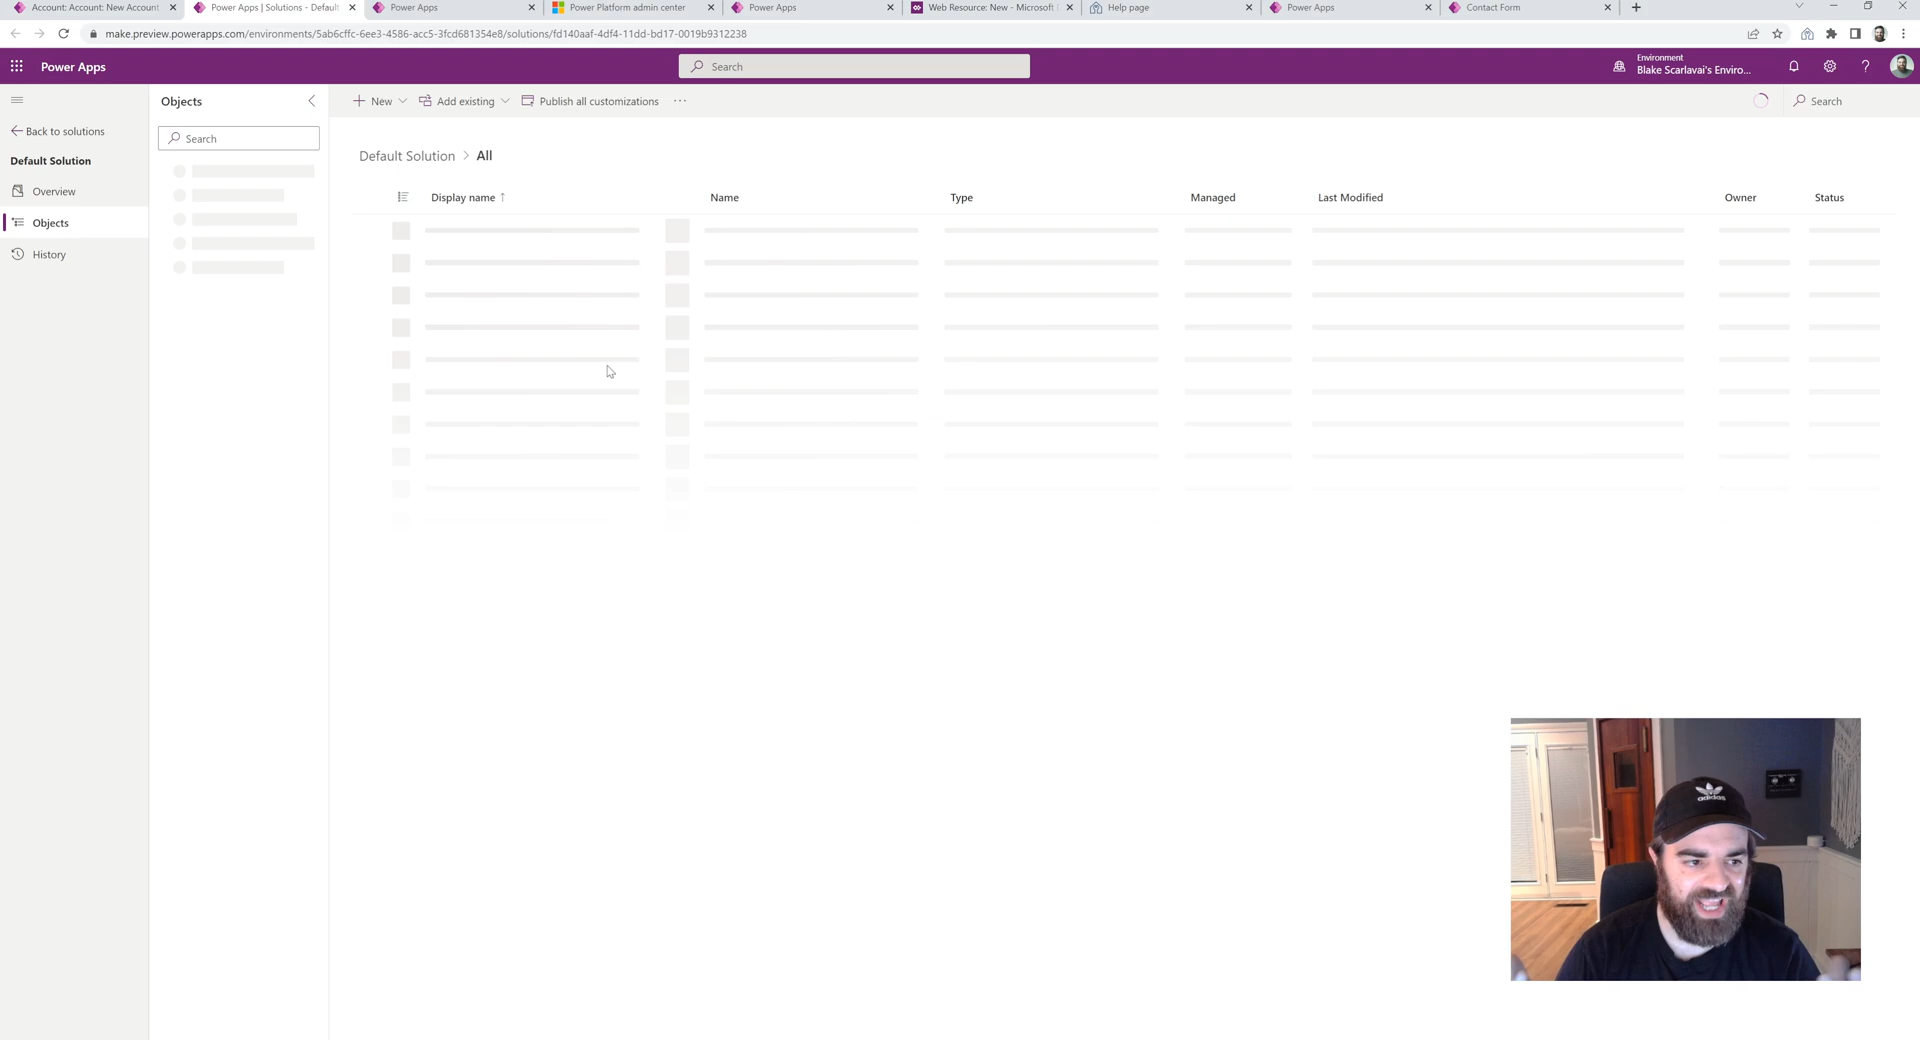 Account: Account: New Account
Power Apps | Solutions - Default
Power Apps
Power Platform admin center
Power Apps
Web Resource: New - Microsoft
Help page
Power Apps
Contact Form
make.preview.powerapps.com/environments/5ab6cffc-6ee3-4586-acc5-3fcd681354e8/solutions/fd140aaf-4df4-11dd-bd17-0019b9312238
Power Apps
Search
Environment
Blake Scarlavai's Enviro...
Objects
New
Add existing
Publish all customizations
Search
Back to solutions
Search
Default Solution
Overview
Objects
History
Default Solution > All
Display name ↑
Name
Type
Managed
Last Modified
Owner
Status
adidas